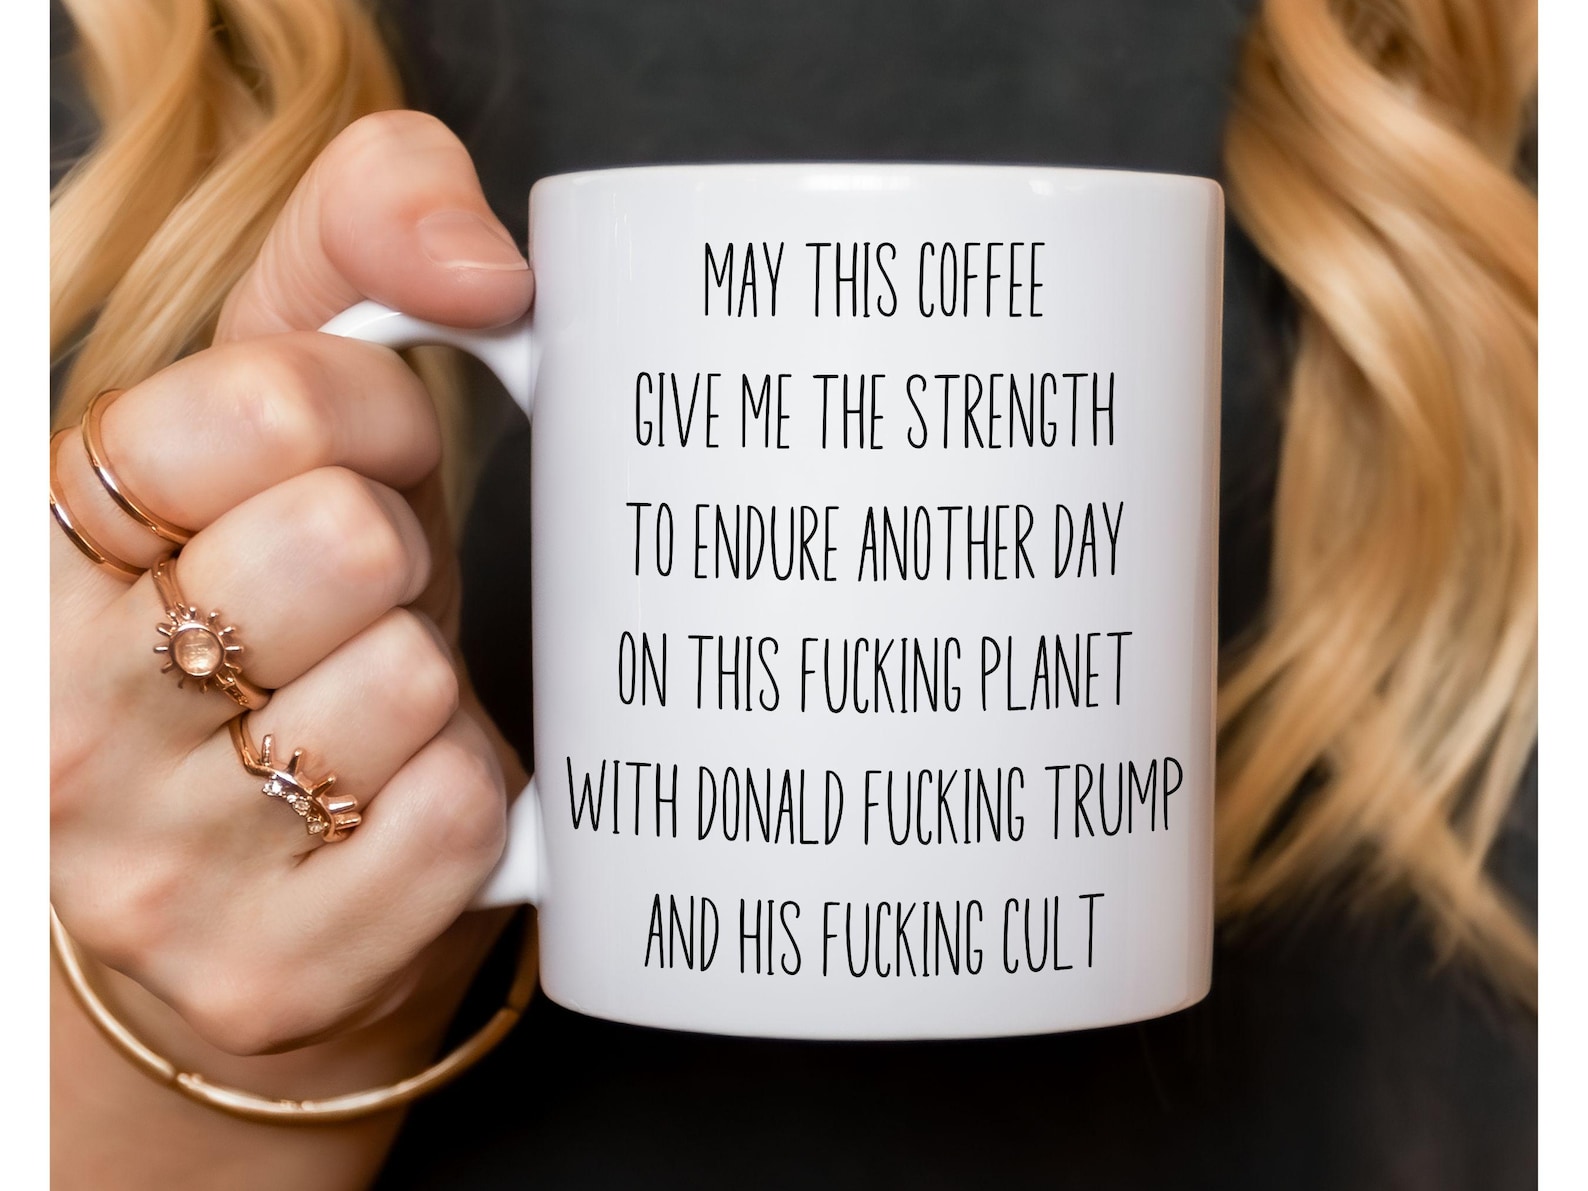 MAY THIS COFFEE
GIVE ME THE STRENGTH
TO ENDURE ANOTHER DAY
ON THIS FUCKING PLANET
WITH DONALD FUCKING TRUMP
AND HIS FUCKING CULT